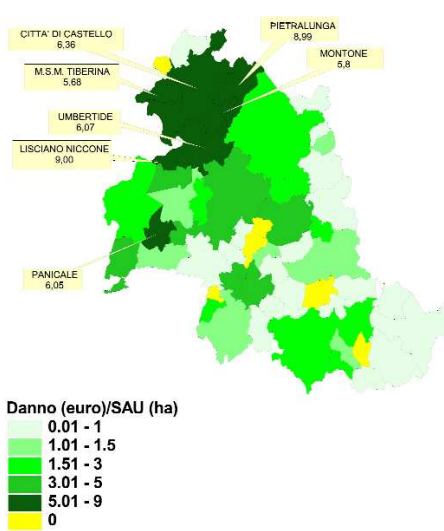 CITTA' DI CASTELLO
6,36
PIETRALUNGA
8,99
MONTONE
5,8
M.S.M. TIBERINA
5,68
UMBERTIDE
6,07
LISCIANO NICCONE
9,00
PANICALE
6,05
Danno (euro)/SAU (ha)
0.01 - 1
1.01 - 1.5
1.51 - 3
3.01 - 5
5.01 - 9
0